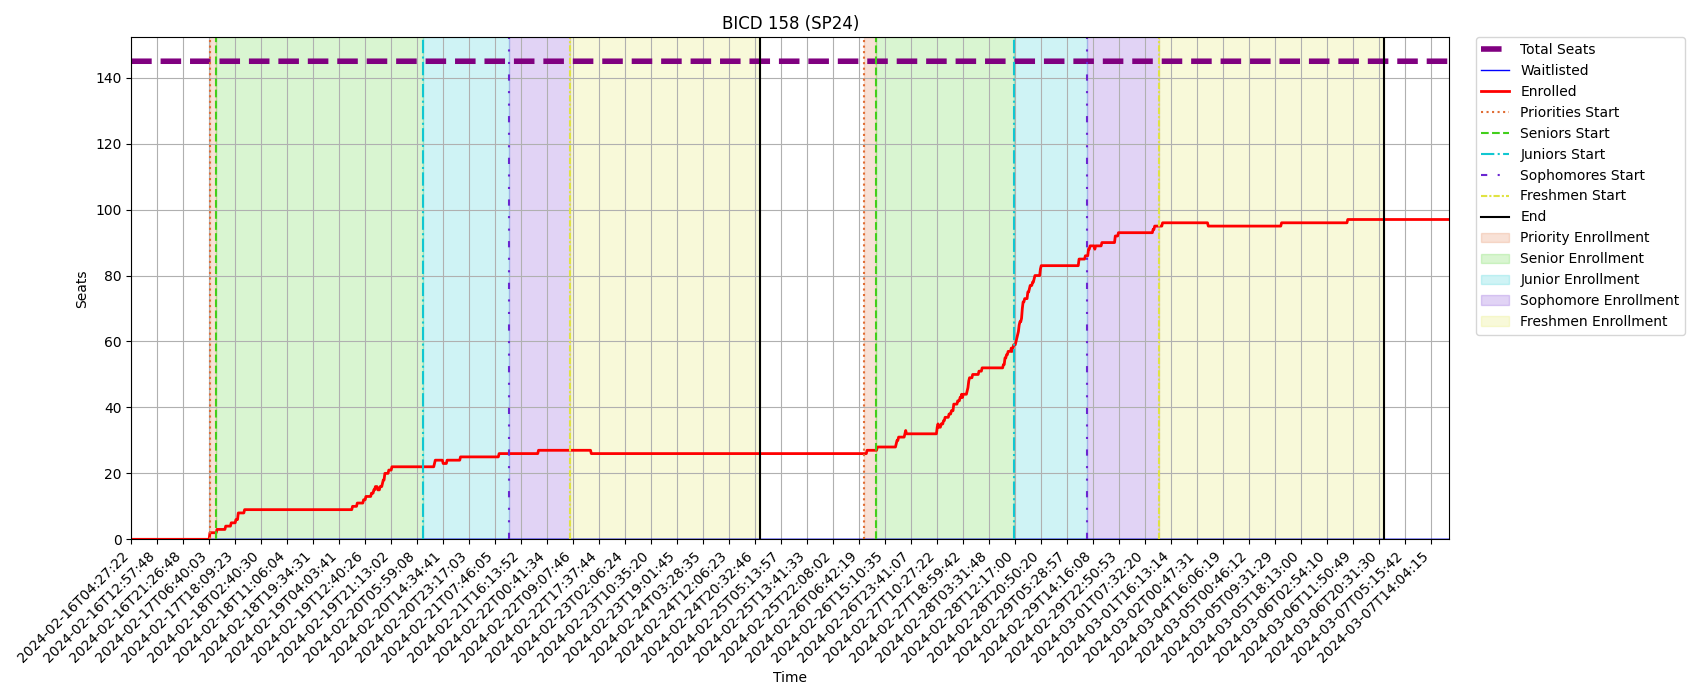 BICD 158 (SP24)
Seats
140
120
100
80
60
40
20
0
2024-02-16T04:27:22
2024-02-16T12:57:48
2024-02-16T21:26:48
2024-02-17T06:40:03
2024-02-17T18:09:23
2024-02-18T02:40:30
2024-02-18T11:06:04
2024-02-18T19:34:31
2024-02-19T04:03:41
2024-02-19T12:40:26
2024-02-19T21:13:02
2024-02-20T05:59:08
2024-02-20T14:34:41
2024-02-20T23:17:03
2024-02-21T07:46:05
2024-02-21T16:13:52
2024-02-22T00:41:34
2024-02-22T09:07:46
2024-02-22T17:37:44
2024-02-23T02:06:24
2024-02-23T10:35:20
2024-02-23T19:01:45
2024-02-24T03:28:35
2024-02-24T12:06:23
2024-02-24T20:32:46
2024-02-25T05:13:57
2024-02-25T13:41:33
2024-02-25T22:08:02
2024-02-26T06:42:19
2024-02-26T15:10:35
2024-02-26T23:41:07
2024-02-27T10:27:22
2024-02-27T18:59:42
2024-02-28T03:31:48
2024-02-28T12:17:00
2024-02-28T20:50:20
2024-02-29T05:28:57
2024-02-29T14:16:08
2024-02-29T22:50:53
2024-03-01T07:32:20
2024-03-01T16:13:14
2024-03-02T00:47:31
2024-03-04T16:06:19
2024-03-05T00:46:12
2024-03-05T09:31:29
2024-03-05T18:13:00
2024-03-06T02:54:10
2024-03-06T11:50:49
2024-03-06T20:31:30
2024-03-07T05:15:42
2024-03-07T14:04:15
Time
Total Seats
Waitlisted
Enrolled
Priorities Start
Seniors Start
Juniors Start
Sophomores Start
Freshmen Start
End
Priority Enrollment
Senior Enrollment
Junior Enrollment
Sophomore Enrollment
Freshmen Enrollment